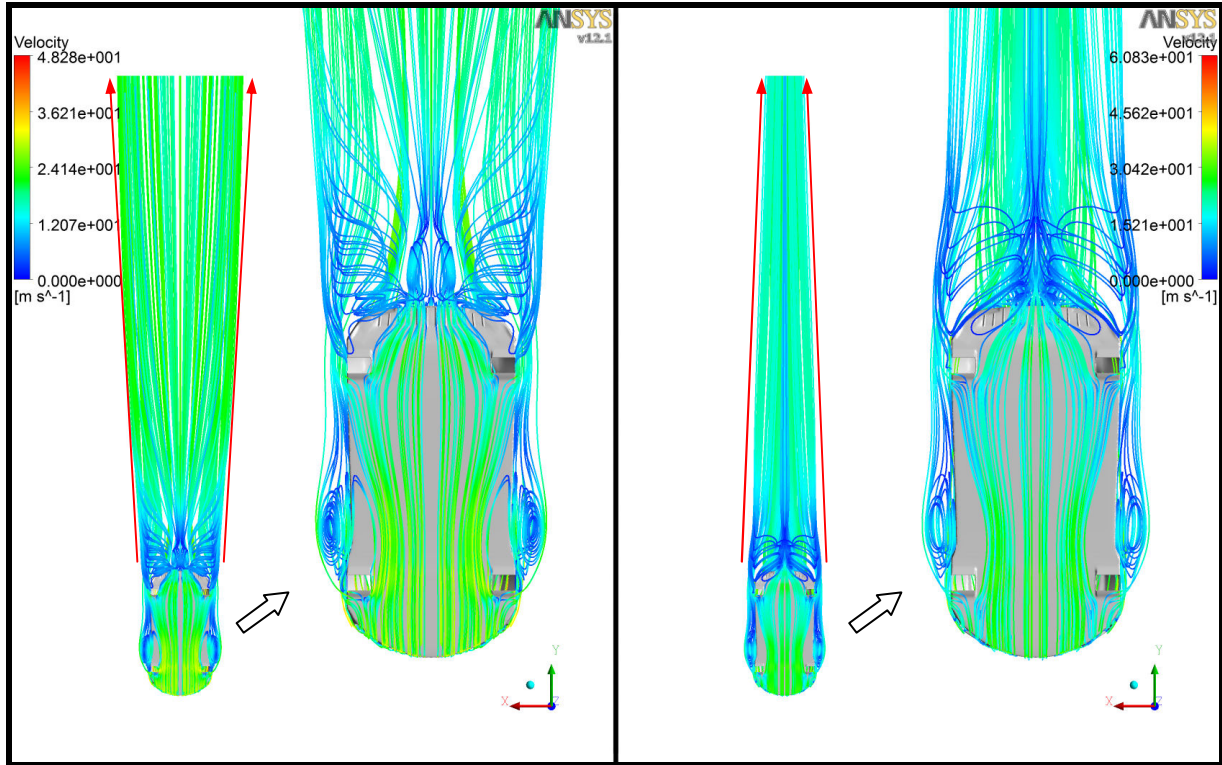 ANSYS
v12.1
Velocity
4.828e+001
3.621e+001
2.414e+001
1.207e+001
0.000e+000
[m s^-1]
Y
X
Z
ANSYS
v12.1
Velocity
6.083e+001
4.562e+001
3.042e+001
1.521e+001
0.000e+000
[m s^-1]
Y
X
Z